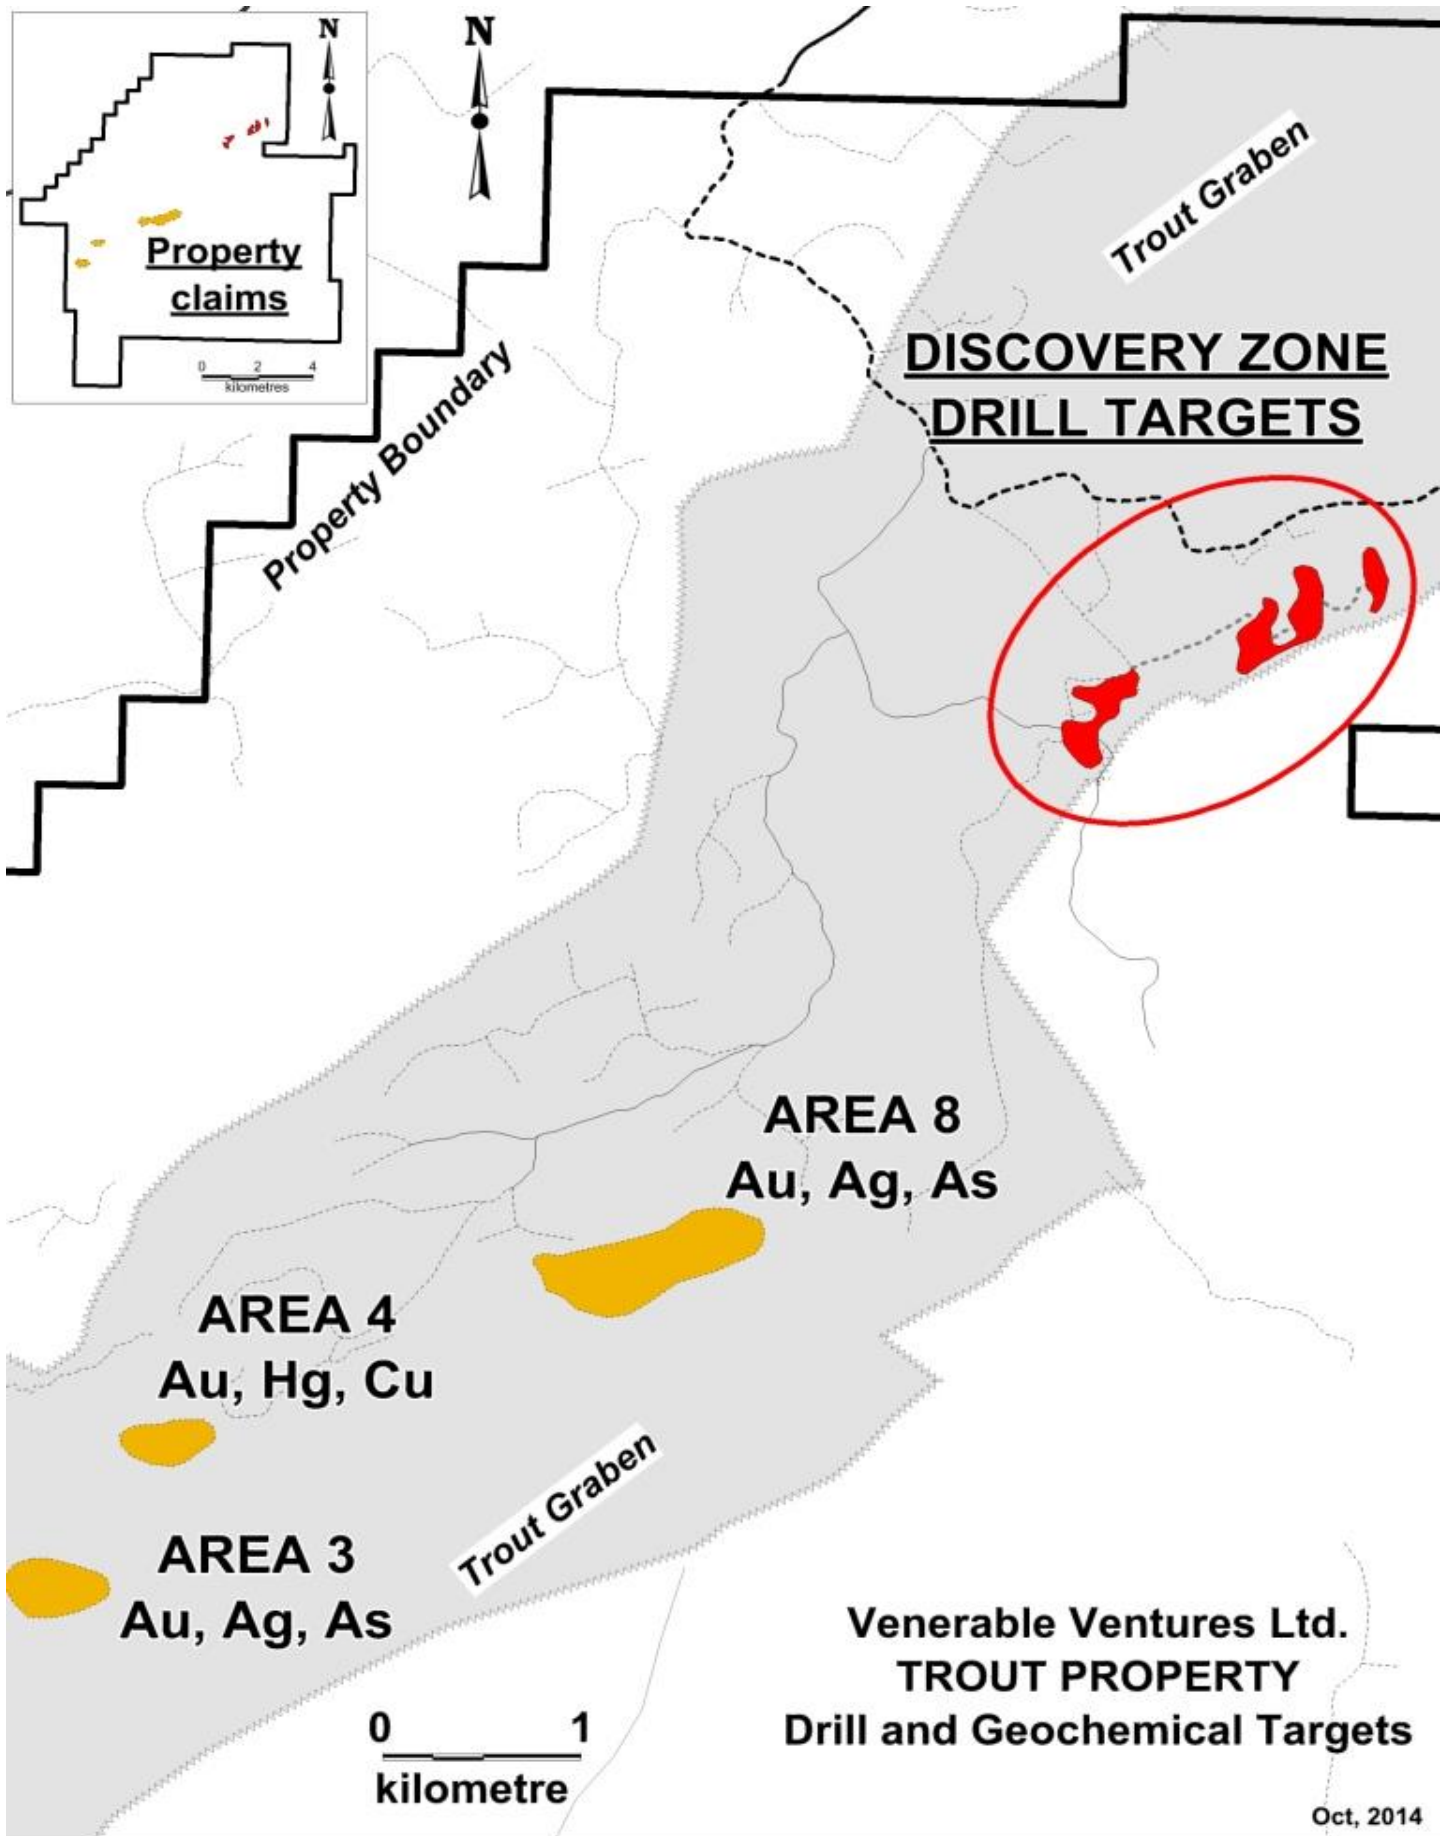 N
Property
claims
0 2 4
kilometres
N
Trout Graben
DISCOVERY ZONE
DRILL TARGETS
Property Boundary
AREA 8
Au, Ag, As
AREA 4
Au, Hg, Cu
Trout Graben
AREA 3
Au, Ag, As
0 1
kilometre
Venerable Ventures Ltd.
TROUT PROPERTY
Drill and Geochemical Targets
Oct, 2014